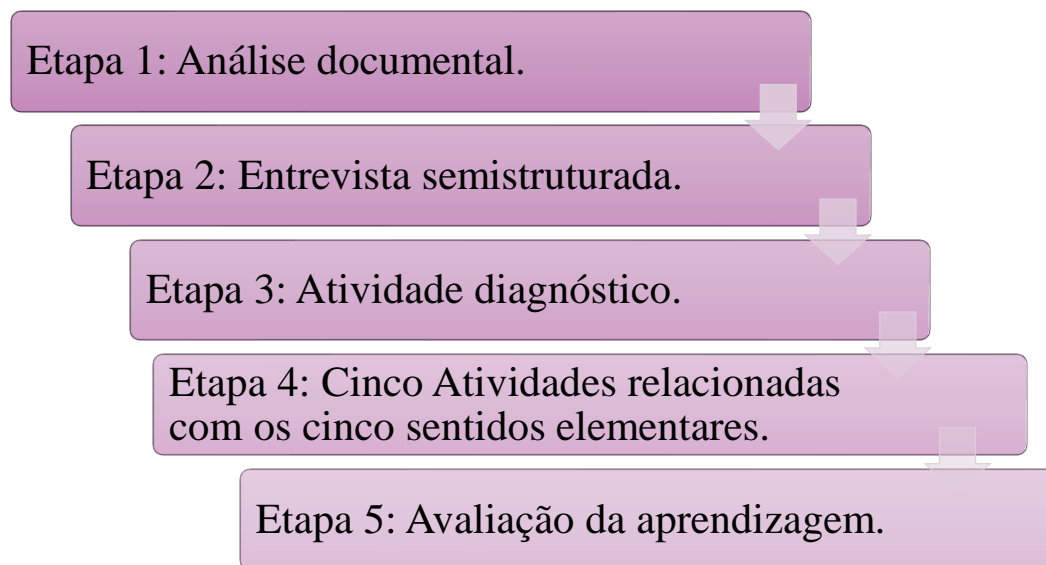 Etapa 1: Análise documental.
Etapa 2: Entrevista semistruturada.
Etapa 3: Atividade diagnóstico.
Etapa 4: Cinco Atividades relacionadas
com os cinco sentidos elementares.
Etapa 5: Avaliação da aprendizagem.